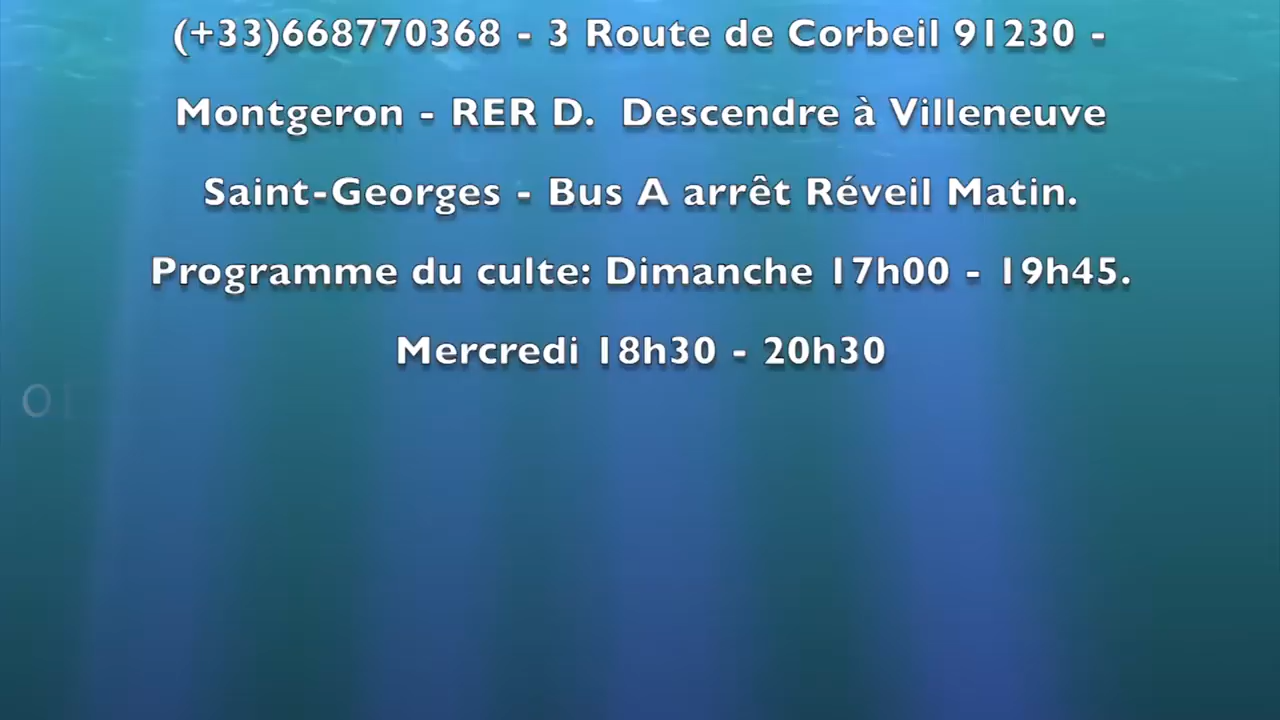 (+33)668770368 - 3 Route de Corbeil 91230 -
Montgeron - RER D.  Descendre à Villeneuve
Saint-Georges - Bus A arrêt Réveil Matin.
Programme du culte: Dimanche 17h00 - 19h45.
Mercredi 18h30 - 20h30